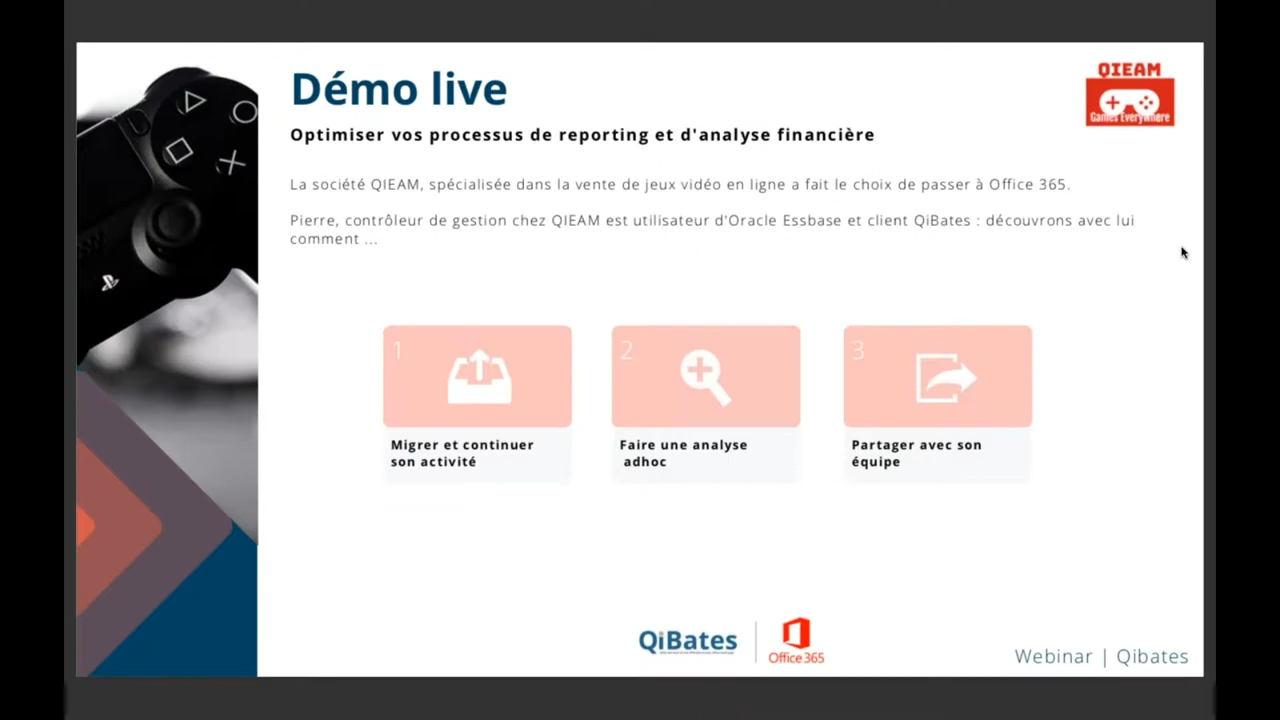 Démo live
QIEAM
Games Everywhere
Optimiser vos processus de reporting et d'analyse financière
La société QIEAM, spécialisée dans la vente de jeux vidéo en ligne a fait le choix de passer à Office 365.
Pierre, contrôleur de gestion chez QIEAM est utilisateur d'Oracle Essbase et client QiBates : découvrons avec lui
comment ...
1
2
3
Migrer et continuer
son activité
Faire une analyse
adhoc
Partager avec son
équipe
QiBates
Office 365
Webinar | Qibates